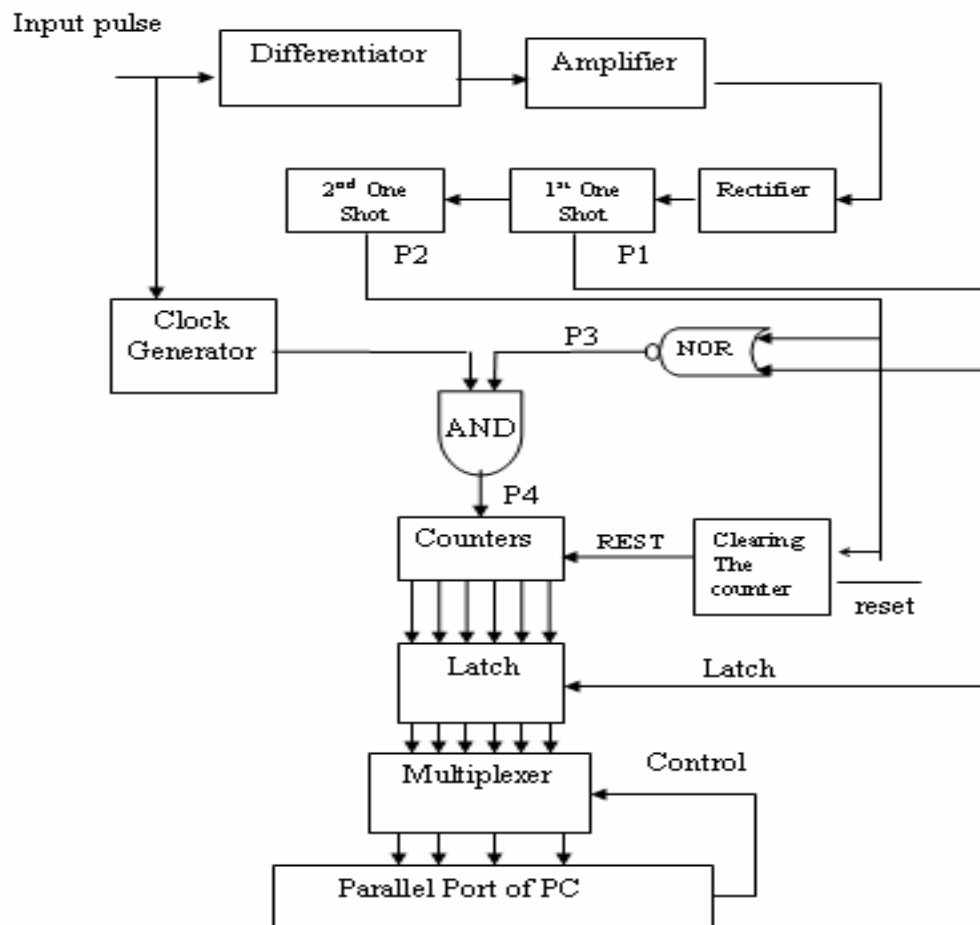 Input pulse
Differentiator
Amplifier
2nd One
Shot
1st One
Shot
Rectifier
P2
P1
Clock
Generator
P3
NOR
AND
P4
Counters
REST
Clearing
The
counter
reset
Latch
Latch
Multiplexer
Control
Parallel Port of PC